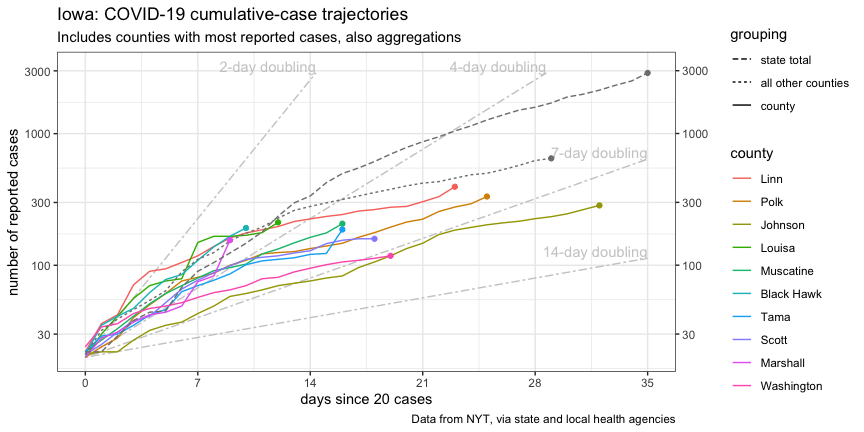 Iowa: COVID-19 cumulative-case trajectories
Includes counties with most reported cases, also aggregations
2-day doubling
4-day doubling
7-day doubling
14-day doubling
3000
1000
300
100
30
3000
1000
300
100
30
number of reported cases
0 7 14 21 28 35
days since 20 cases
Data from NYT, via state and local health agencies
grouping
state total
all other counties
county
county
Linn
Polk
Johnson
Louisa
Muscatine
Black Hawk
Tama
Scott
Marshall
Washington